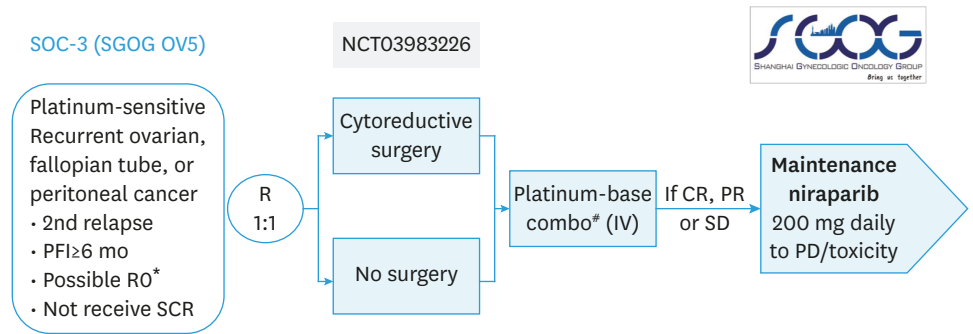 SOC-3 (SGOG OV5)
NCT03983226
SGOG
SHANGHAI GYNECOLOGIC ONCOLOGY GROUP
Bring us together
Platinum-sensitive
Recurrent ovarian,
fallopian tube, or
peritoneal cancer
· 2nd relapse
· PFI≥6 mo
· Possible R0*
· Not receive SCR
R
1:1
Cytoreductive
surgery
No surgery
Platinum-base
combo# (IV)
If CR, PR
or SD
Maintenance
niraparib
200 mg daily
to PD/toxicity